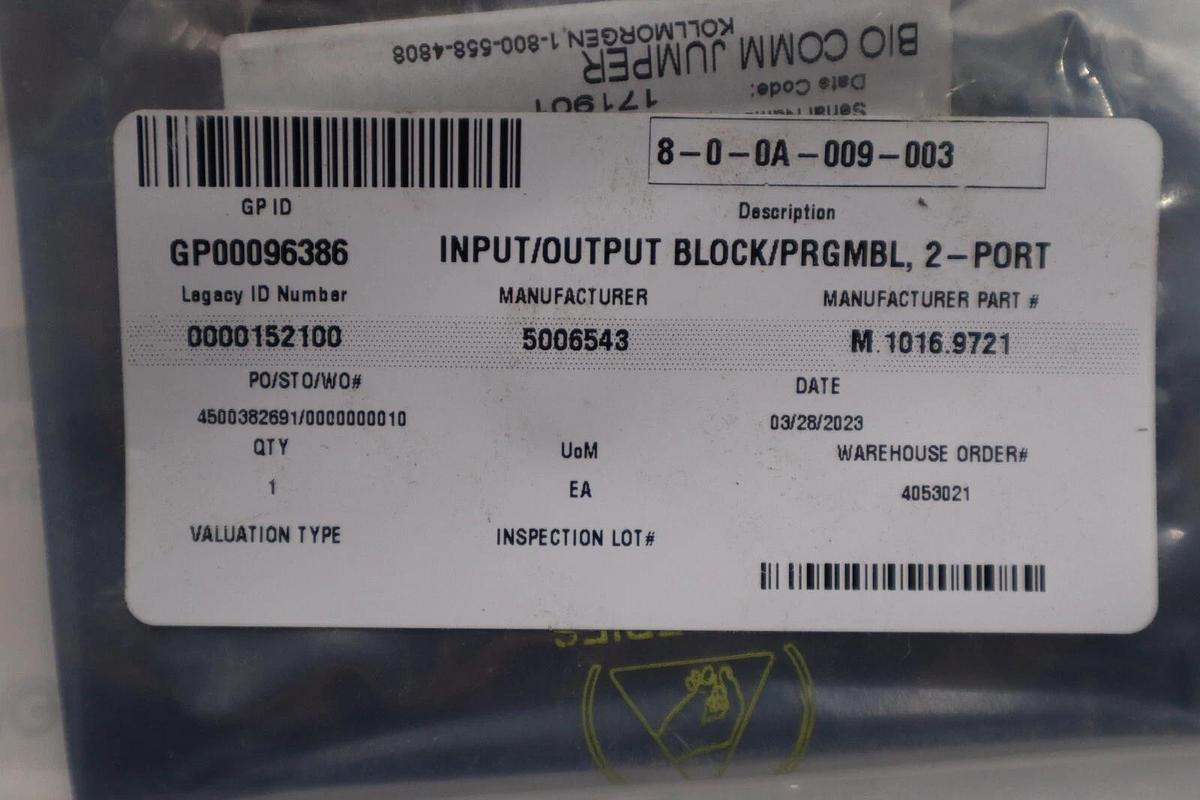 BIO COMM JUMPER
KOLLMORGEN, 1-800-558-4808
Date Code:
171901
Serial
8-0-0A-009-003
GP ID
Description
GP00096386
INPUT/OUTPUT BLOCK/PRGMBL, 2-PORT
Legacy ID Number
MANUFACTURER
MANUFACTURER PART #
0000152100
5006543
M.1016.9721
PO/STO/WO#
DATE
4500382691/0000000010
03/28/2023
QTY
UoM
WAREHOUSE ORDER#
1
EA
4053021
VALUATION TYPE
INSPECTION LOT#